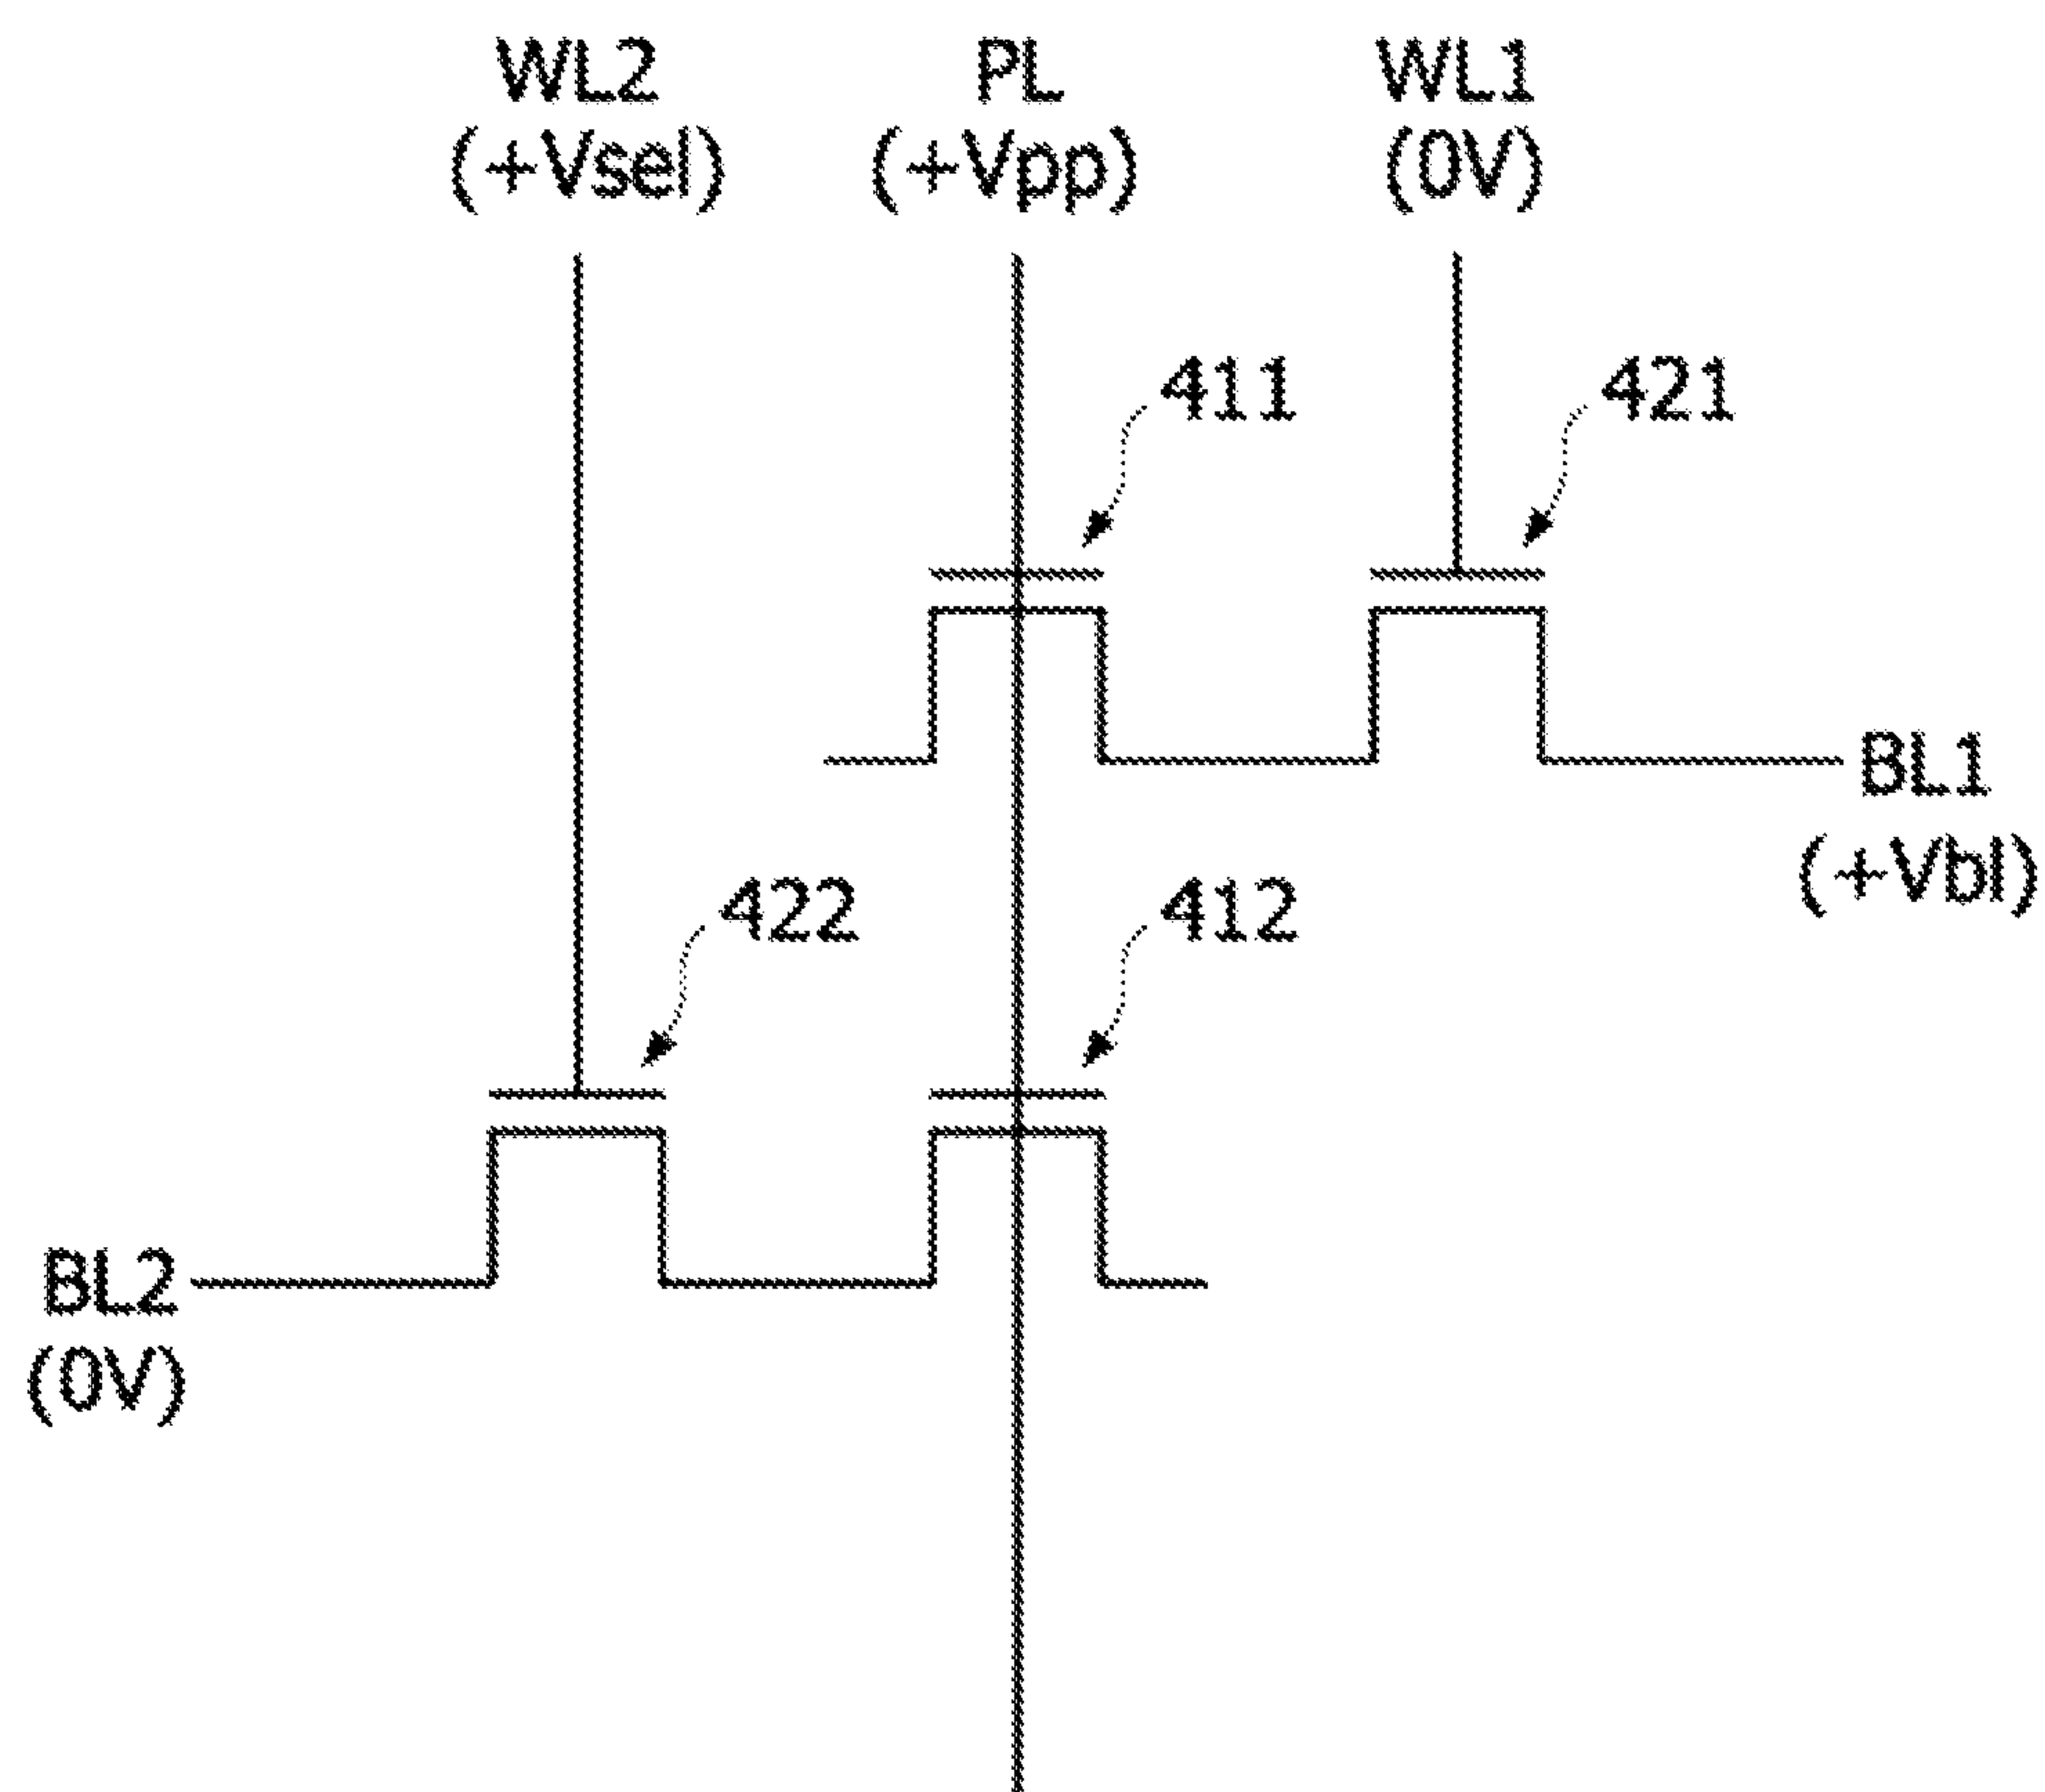 WL2 PL WL1
(+Vsel) (+Vpp) (0V)
411 421
BL1
(+Vbl)
422 412
BL2
(0V)